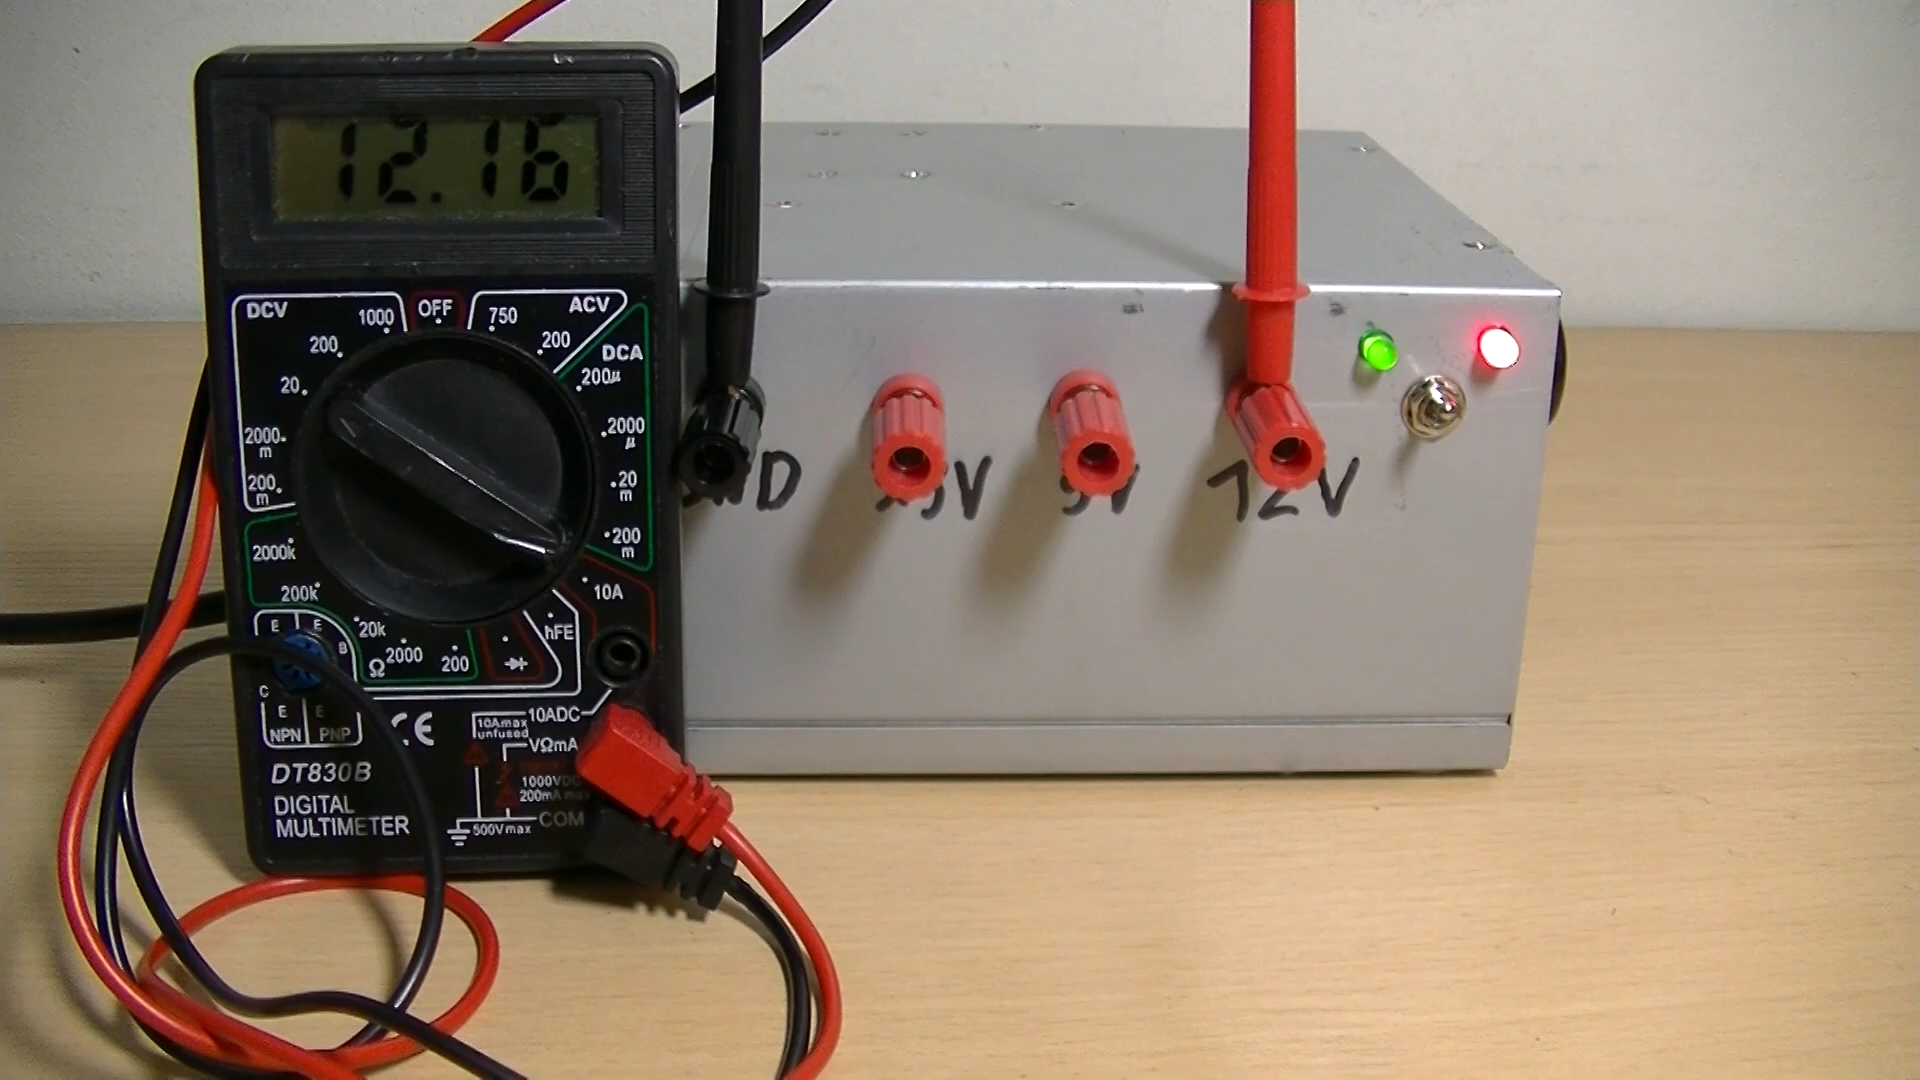 12.16
DCV
1000
OFF
750
ACV
200
200
DCA
20
200µ
2000
m
2000
µ
200
m
20
m
2000k
200
m
200k
10A
E
E
B
20k
hFE
Ω
2000
200
C
E
E
NPN
PNP
CE
10Amax
unfused
10ADC
VΩmA
DT830B
1000VDC
200mA max
DIGITAL
MULTIMETER
500Vmax
COM
12V